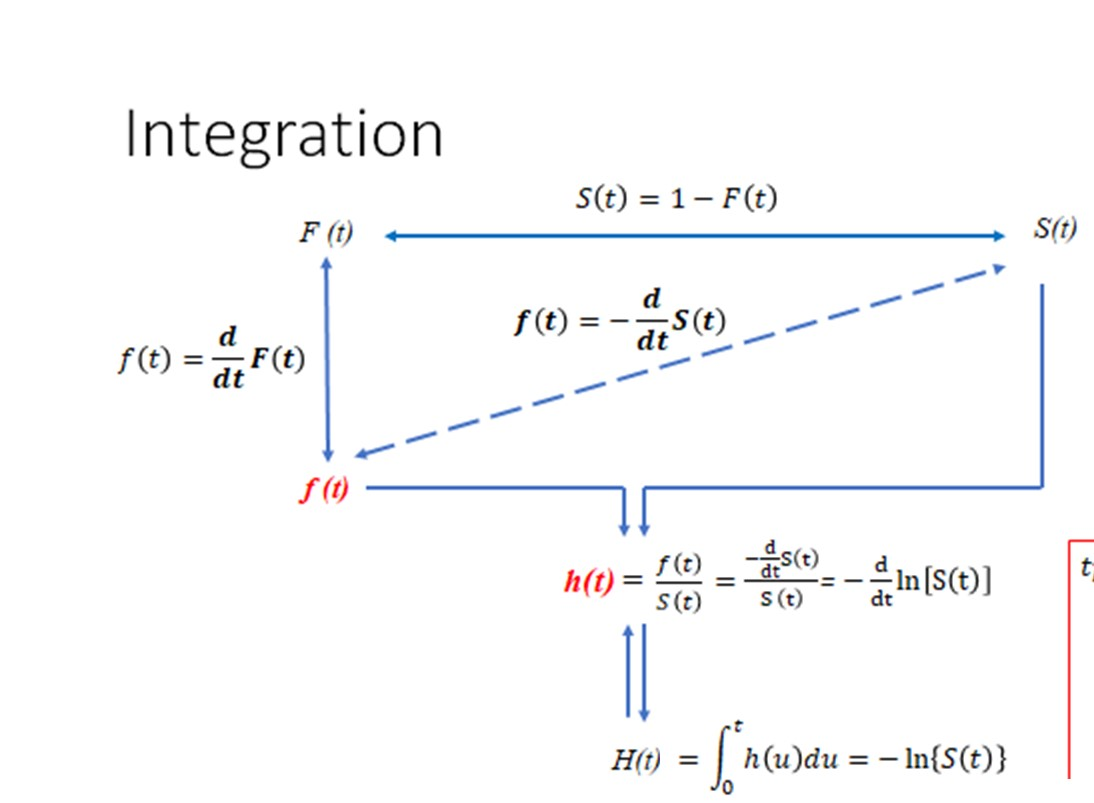 Integration
S(t) = 1 − F(t)
F (t)
S(t)
f(t) = −d/dt S(t)
f(t) = d/dt F(t)
f (t)
h(t) = f(t)/S(t) = −d/dt S(t)/S(t) = − d/dt ln[S(t)]
H(t) = ∫₀ᵗ h(u)du = − ln{S(t)}